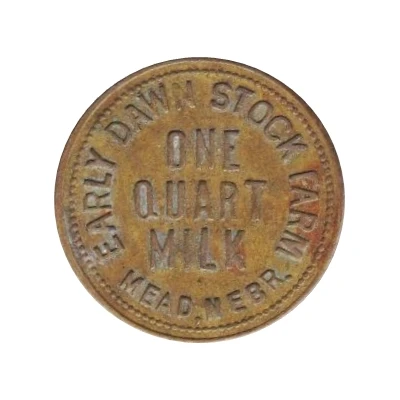 EARLY DAWN STOCK FARM
ONE
QUART
MILK
MEAD, NEBR.